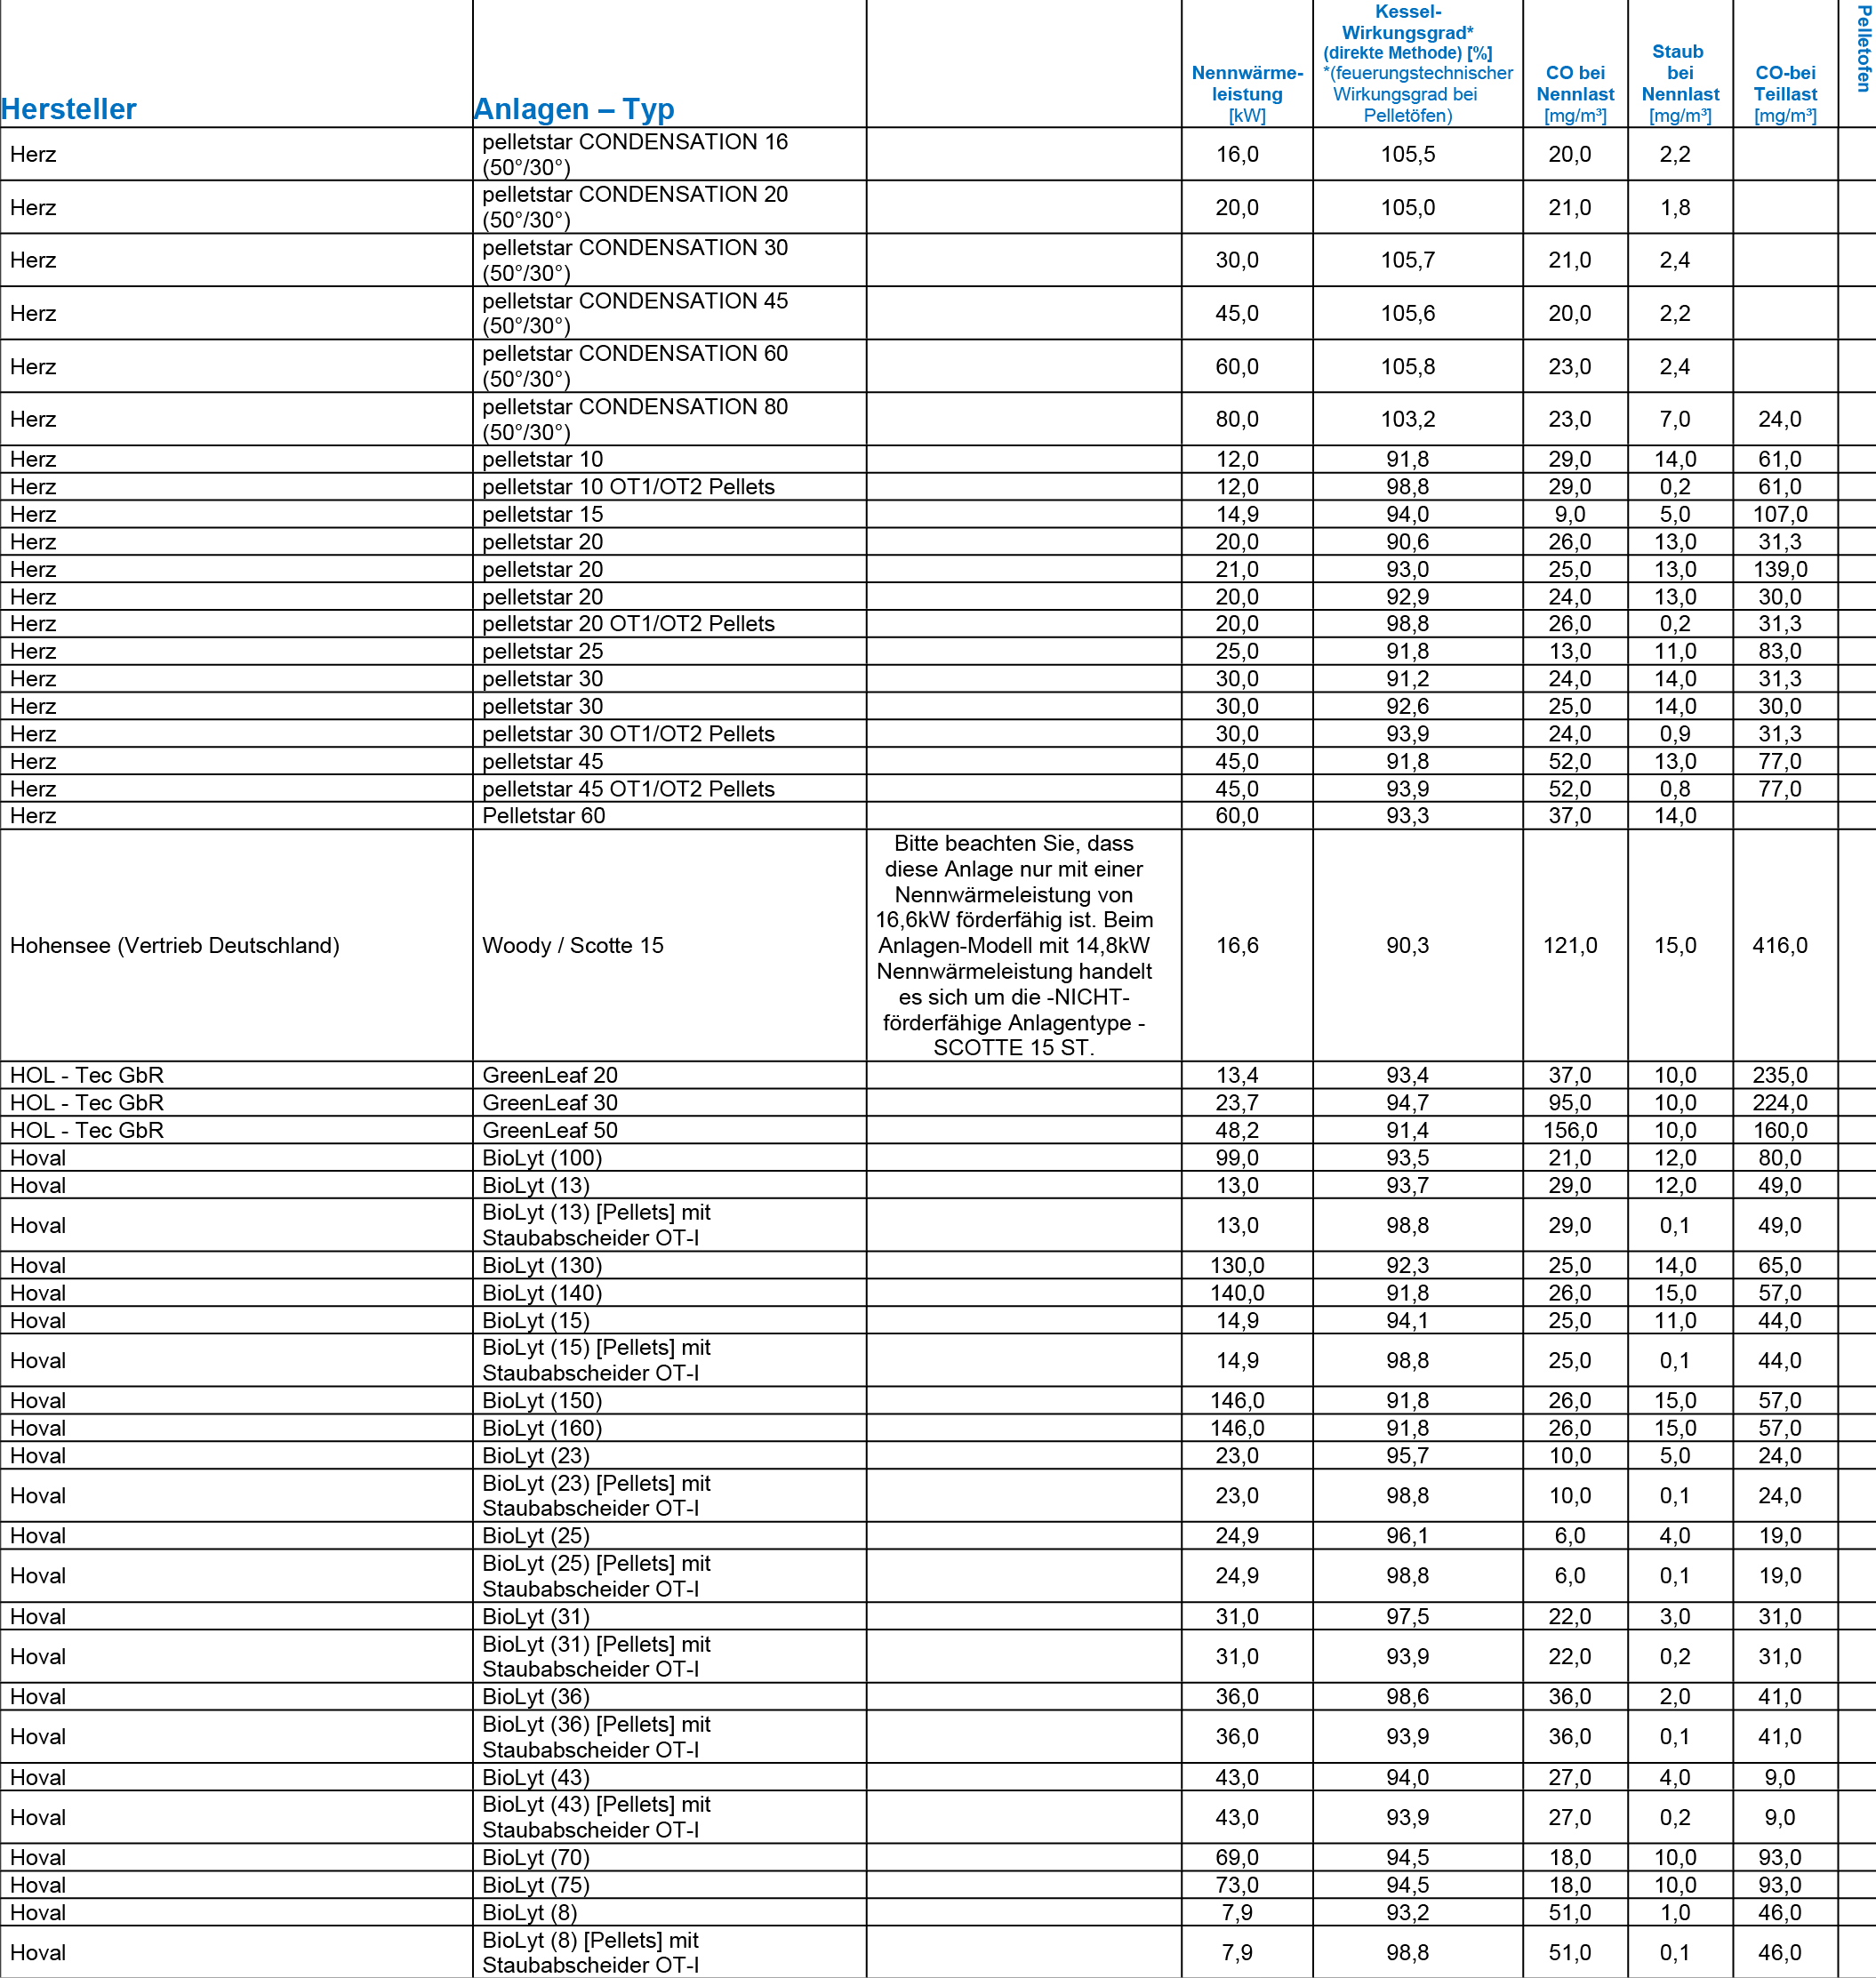 Hersteller Anlagen – Typ Nennwärme-leistung [kW] Kessel-Wirkungsgrad* (direkte Methode) [%] *(feuerungstechnischer Wirkungsgrad bei Pelletöfen) CO bei Nennlast [mg/m³] Staub bei Nennlast [mg/m³] CO-bei Teillast [mg/m³] Pelletofen
Herz pelletstar CONDENSATION 16 (50°/30°) 16,0 105,5 20,0 2,2
Herz pelletstar CONDENSATION 20 (50°/30°) 20,0 105,0 21,0 1,8
Herz pelletstar CONDENSATION 30 (50°/30°) 30,0 105,7 21,0 2,4
Herz pelletstar CONDENSATION 45 (50°/30°) 45,0 105,6 20,0 2,2
Herz pelletstar CONDENSATION 60 (50°/30°) 60,0 105,8 23,0 2,4
Herz pelletstar CONDENSATION 80 (50°/30°) 80,0 103,2 23,0 7,0 24,0
Herz pelletstar 10 12,0 91,8 29,0 14,0 61,0
Herz pelletstar 10 OT1/OT2 Pellets 12,0 98,8 29,0 0,2 61,0
Herz pelletstar 15 14,9 94,0 9,0 5,0 107,0
Herz pelletstar 20 20,0 90,6 26,0 13,0 31,3
Herz pelletstar 20 21,0 93,0 25,0 13,0 139,0
Herz pelletstar 20 20,0 92,9 24,0 13,0 30,0
Herz pelletstar 20 OT1/OT2 Pellets 20,0 98,8 26,0 0,2 31,3
Herz pelletstar 25 25,0 91,8 13,0 11,0 83,0
Herz pelletstar 30 30,0 91,2 24,0 14,0 31,3
Herz pelletstar 30 30,0 92,6 25,0 14,0 30,0
Herz pelletstar 30 OT1/OT2 Pellets 30,0 93,9 24,0 0,9 31,3
Herz pelletstar 45 45,0 91,8 52,0 13,0 77,0
Herz pelletstar 45 OT1/OT2 Pellets 45,0 93,9 52,0 0,8 77,0
Herz Pelletstar 60 60,0 93,3 37,0 14,0
Hohensee (Vertrieb Deutschland) Woody / Scotte 15 Bitte beachten Sie, dass diese Anlage nur mit einer Nennwärmeleistung von 16,6kW förderfähig ist. Beim Anlagen-Modell mit 14,8kW Nennwärmeleistung handelt es sich um die -NICHT- förderfähige Anlagentype - SCOTTE 15 ST. 16,6 90,3 121,0 15,0 416,0
HOL - Tec GbR GreenLeaf 20 13,4 93,4 37,0 10,0 235,0
HOL - Tec GbR GreenLeaf 30 23,7 94,7 95,0 10,0 224,0
HOL - Tec GbR GreenLeaf 50 48,2 91,4 156,0 10,0 160,0
Hoval BioLyt (100) 99,0 93,5 21,0 12,0 80,0
Hoval BioLyt (13) 13,0 93,7 29,0 12,0 49,0
Hoval BioLyt (13) [Pellets] mit Staubabscheider OT-I 13,0 98,8 29,0 0,1 49,0
Hoval BioLyt (130) 130,0 92,3 25,0 14,0 65,0
Hoval BioLyt (140) 140,0 91,8 26,0 15,0 57,0
Hoval BioLyt (15) 14,9 94,1 25,0 11,0 44,0
Hoval BioLyt (15) [Pellets] mit Staubabscheider OT-I 14,9 98,8 25,0 0,1 44,0
Hoval BioLyt (150) 146,0 91,8 26,0 15,0 57,0
Hoval BioLyt (160) 146,0 91,8 26,0 15,0 57,0
Hoval BioLyt (23) 23,0 95,7 10,0 5,0 24,0
Hoval BioLyt (23) [Pellets] mit Staubabscheider OT-I 23,0 98,8 10,0 0,1 24,0
Hoval BioLyt (25) 24,9 96,1 6,0 4,0 19,0
Hoval BioLyt (25) [Pellets] mit Staubabscheider OT-I 24,9 98,8 6,0 0,1 19,0
Hoval BioLyt (31) 31,0 97,5 22,0 3,0 31,0
Hoval BioLyt (31) [Pellets] mit Staubabscheider OT-I 31,0 93,9 22,0 0,2 31,0
Hoval BioLyt (36) 36,0 98,6 36,0 2,0 41,0
Hoval BioLyt (36) [Pellets] mit Staubabscheider OT-I 36,0 93,9 36,0 0,1 41,0
Hoval BioLyt (43) 43,0 94,0 27,0 4,0 9,0
Hoval BioLyt (43) [Pellets] mit Staubabscheider OT-I 43,0 93,9 27,0 0,2 9,0
Hoval BioLyt (70) 69,0 94,5 18,0 10,0 93,0
Hoval BioLyt (75) 73,0 94,5 18,0 10,0 93,0
Hoval BioLyt (8) 7,9 93,2 51,0 1,0 46,0
Hoval BioLyt (8) [Pellets] mit Staubabscheider OT-I 7,9 98,8 51,0 0,1 46,0